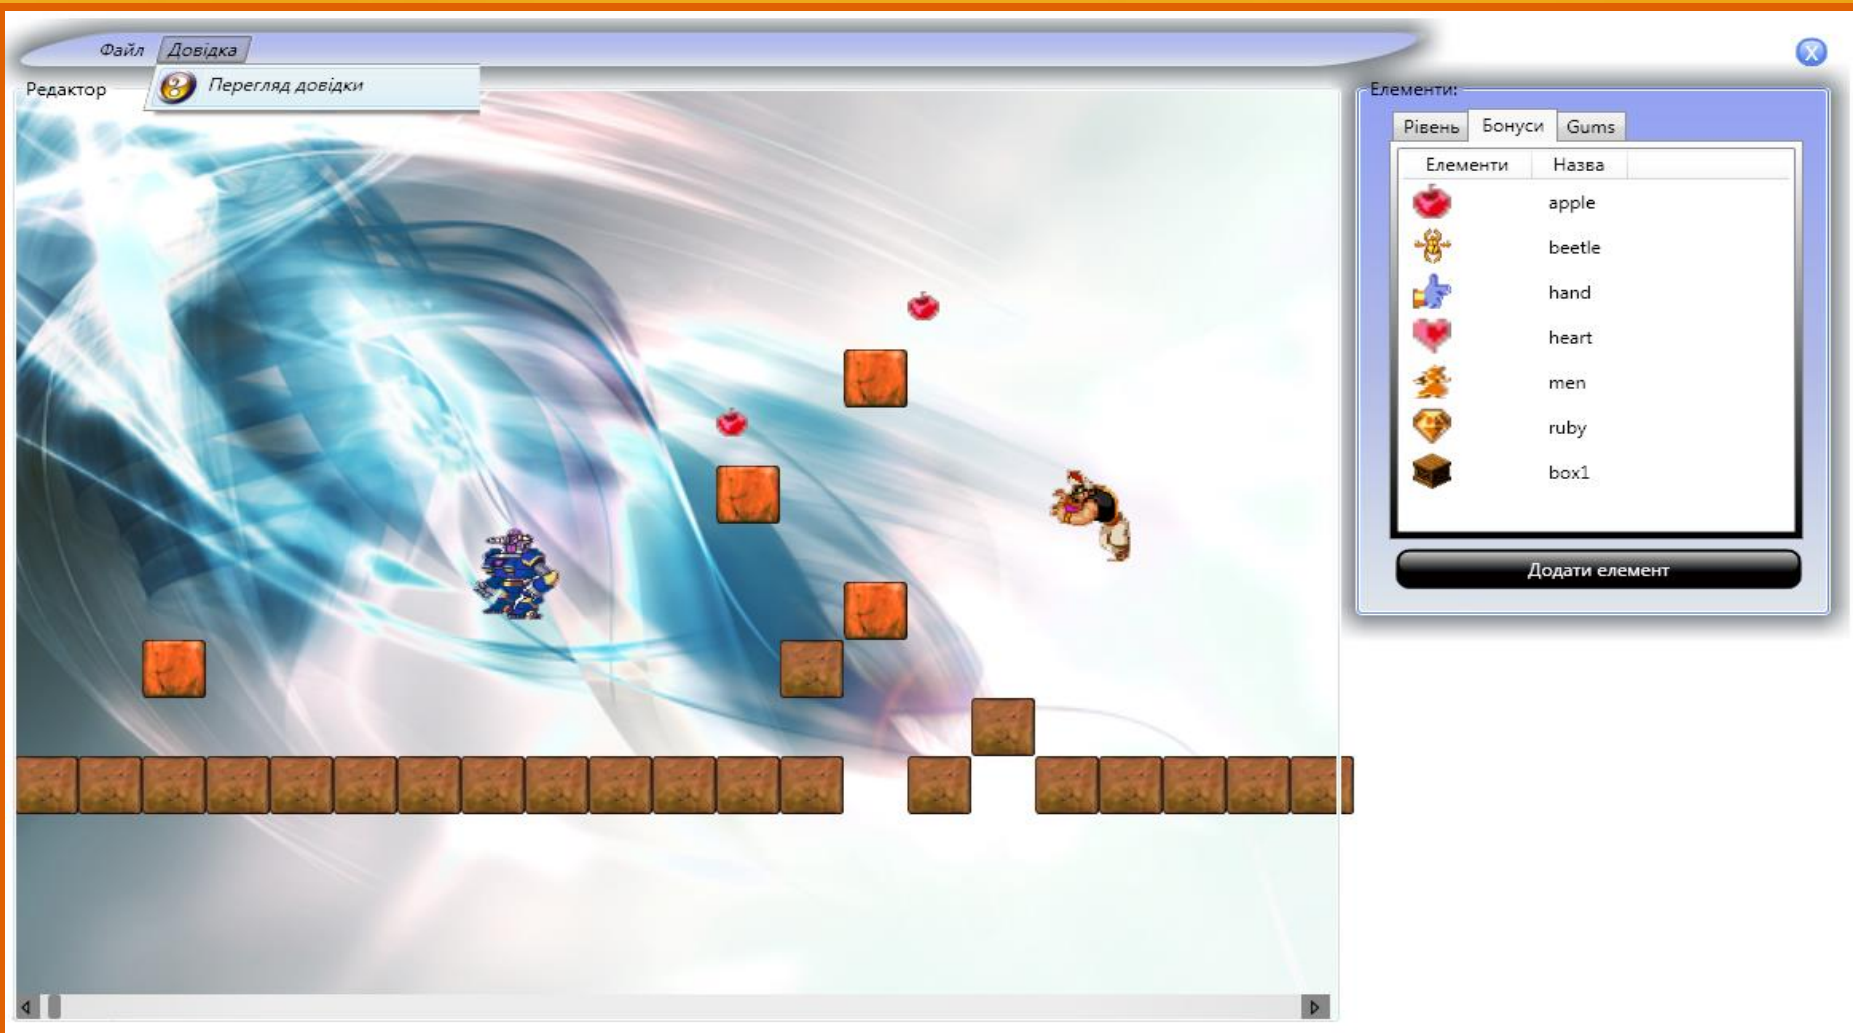 Файл Довідка
Перегляд довідки
Редактор
Елементи:
Рівень Бонуси Gums
Елементи Назва
apple
beetle
hand
heart
men
ruby
box1
Додати елемент
X